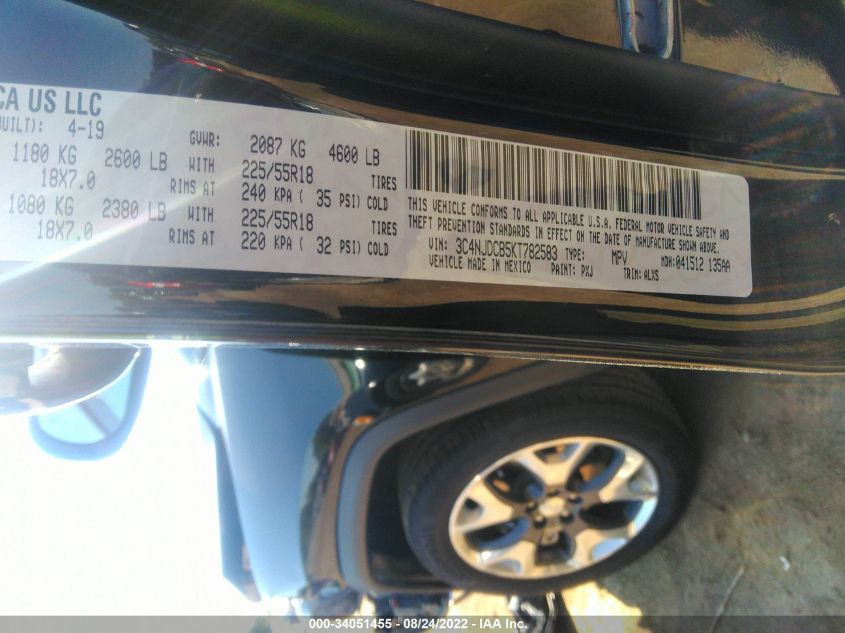 CA US LLC
UILT): 4-19
GVWR: 2087 KG 4600 LB
1180 KG 2600 LB WITH 225/55R18 TIRES
18X7.0 RIMS AT 240 KPA ( 35 PSI) COLD
1080 KG 2380 LB WITH 225/55R18 TIRES
18X7.0 RIMS AT 220 KPA ( 32 PSI) COLD
THIS VEHICLE CONFORMS TO ALL APPLICABLE U.S.A. FEDERAL MOTOR VEHICLE SAFETY AND
THEFT PREVENTION STANDARDS IN EFFECT ON THE DATE OF MANUFACTURE SHOWN ABOVE.
VIN: 3C4NJDCB5KT782583 TYPE: MPV MDH:041512 135AA
VEHICLE MADE IN MEXICO PAINT: PXJ TRIM: ALX9
000-34051455 - 08/24/2022 - IAA Inc.